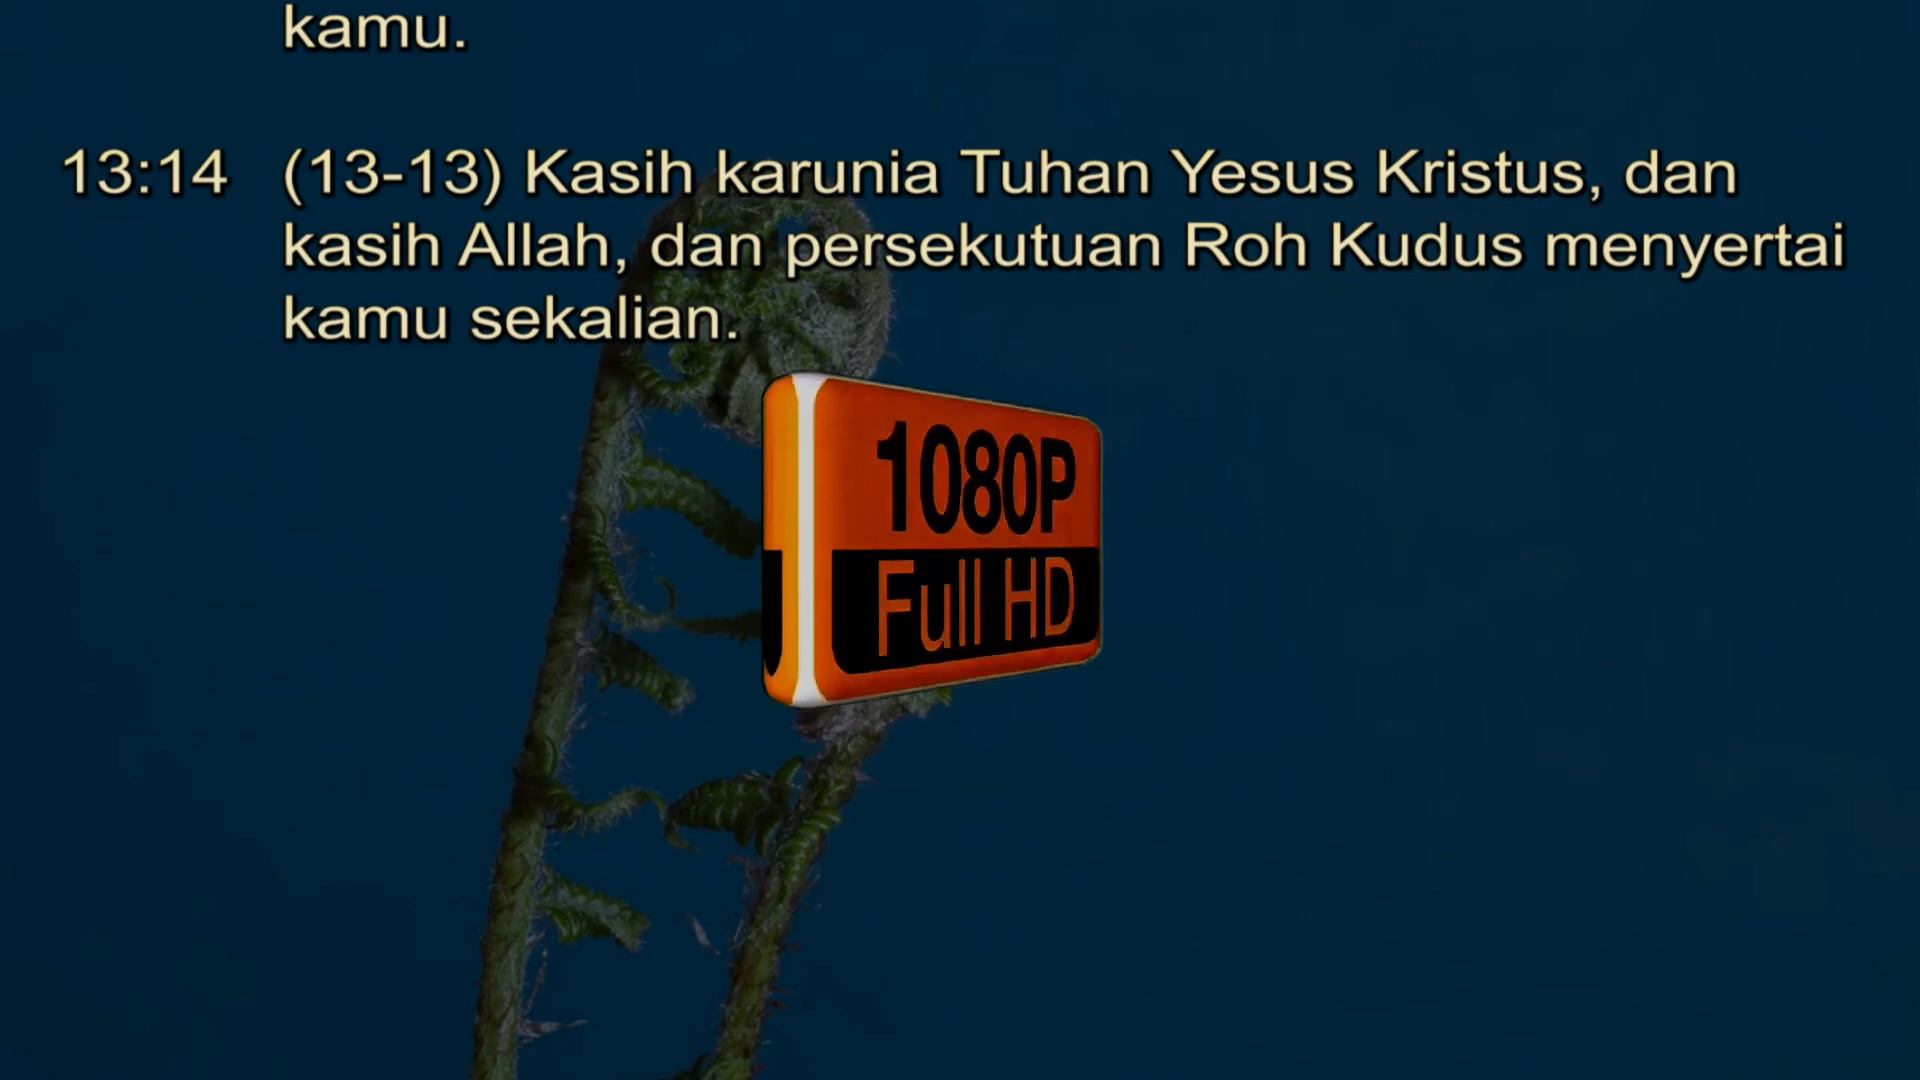 kamu.
13:14 (13-13) Kasih karunia Tuhan Yesus Kristus, dan
kasih Allah, dan persekutuan Roh Kudus menyertai
kamu sekalian.
1080P
Full HD